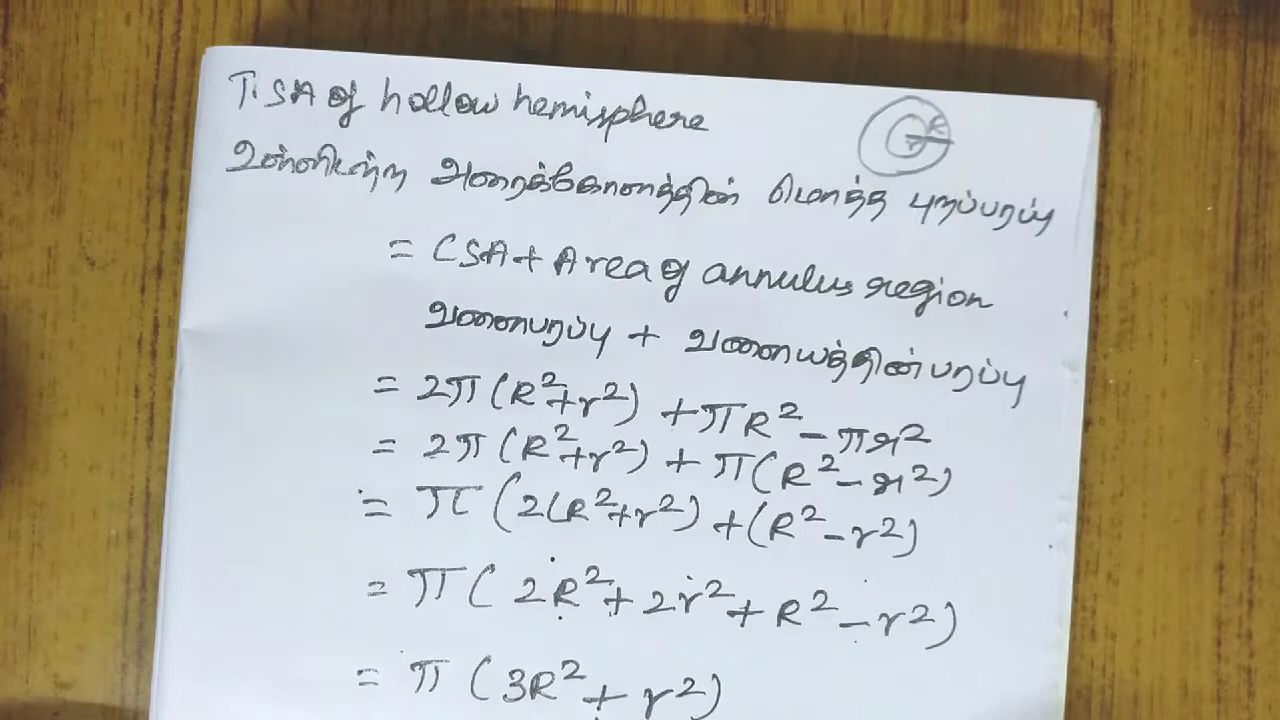 T.SA of hollow hemisphere
R
r
உள்ளீடற்ற அரைக்கோளத்தின் மொத்த புறப்பரப்பு
= CSA + Area of annulus region
வளைபரப்பு + வளையத்தின்பரப்பு
= 2π(R²+r²) + πR² - πr²
= 2π(R²+r²) + π(R² - r²)
= π(2(R²+r²) + (R² - r²)
= π(2R² + 2r² + R² - r²)
= π(3R² + r²)